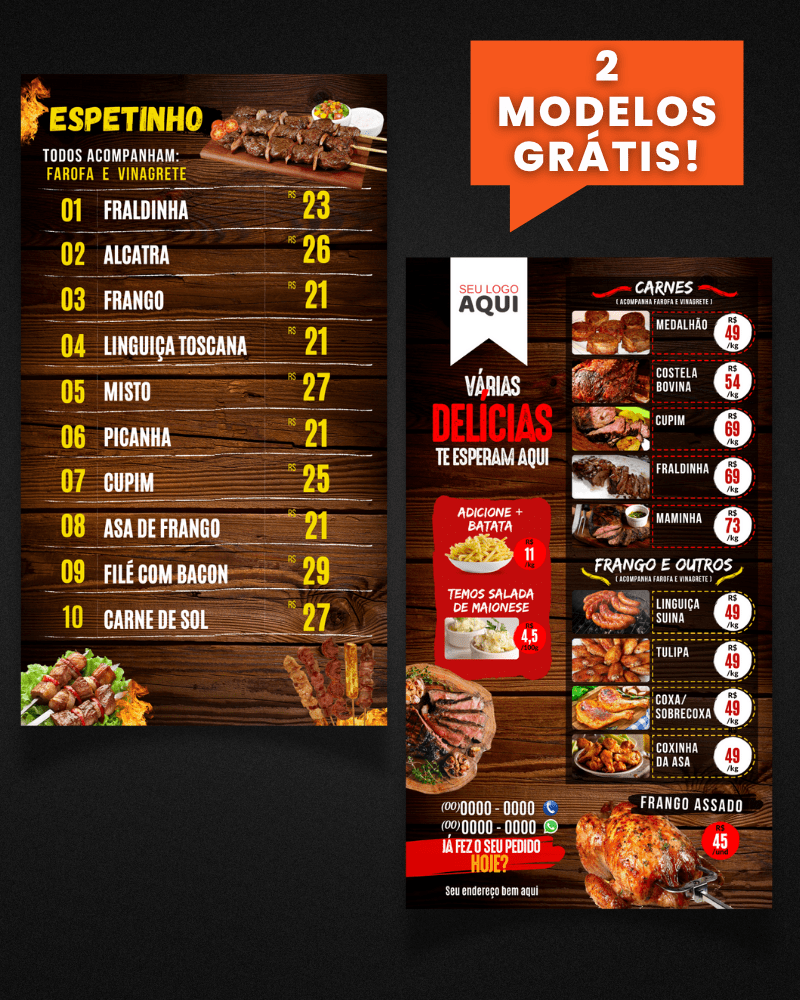 2
MODELOS
GRÁTIS!
ESPETINHO
TODOS ACOMPANHAM:
FAROFA E VINAGRETE
01 FRALDINHA R$ 23
02 ALCATRA R$ 26
03 FRANGO R$ 21
04 LINGUIÇA TOSCANA R$ 21
05 MISTO R$ 27
06 PICANHA R$ 21
07 CUPIM R$ 25
08 ASA DE FRANGO R$ 21
09 FILÉ COM BACON R$ 29
10 CARNE DE SOL R$ 27
SEU LOGO
AQUI
VÁRIAS
DELÍCIAS
TE ESPERAM AQUI
ADICIONE +
BATATA
R$
11
/kg
TEMOS SALADA
DE MAIONESE
R$
4,5
/100g
CARNES
( ACOMPANHA FAROFA E VINAGRETE )
MEDALHÃO
R$
49
/kg
COSTELA
BOVINA
R$
54
/kg
CUPIM
R$
69
/kg
FRALDINHA
R$
69
/kg
MAMINHA
R$
73
/kg
FRANGO E OUTROS
( ACOMPANHA FAROFA E VINAGRETE )
LINGUIÇA
SUINA
R$
49
/kg
TULIPA
R$
49
/kg
COXA/
SOBRECOXA
R$
49
/kg
COXINHA
DA ASA
49
/kg
FRANGO ASSADO
R$
45
/und
(00)0000 - 0000
(00)0000 - 0000
JÁ FEZ O SEU PEDIDO
HOJE?
Seu endereço bem aqui